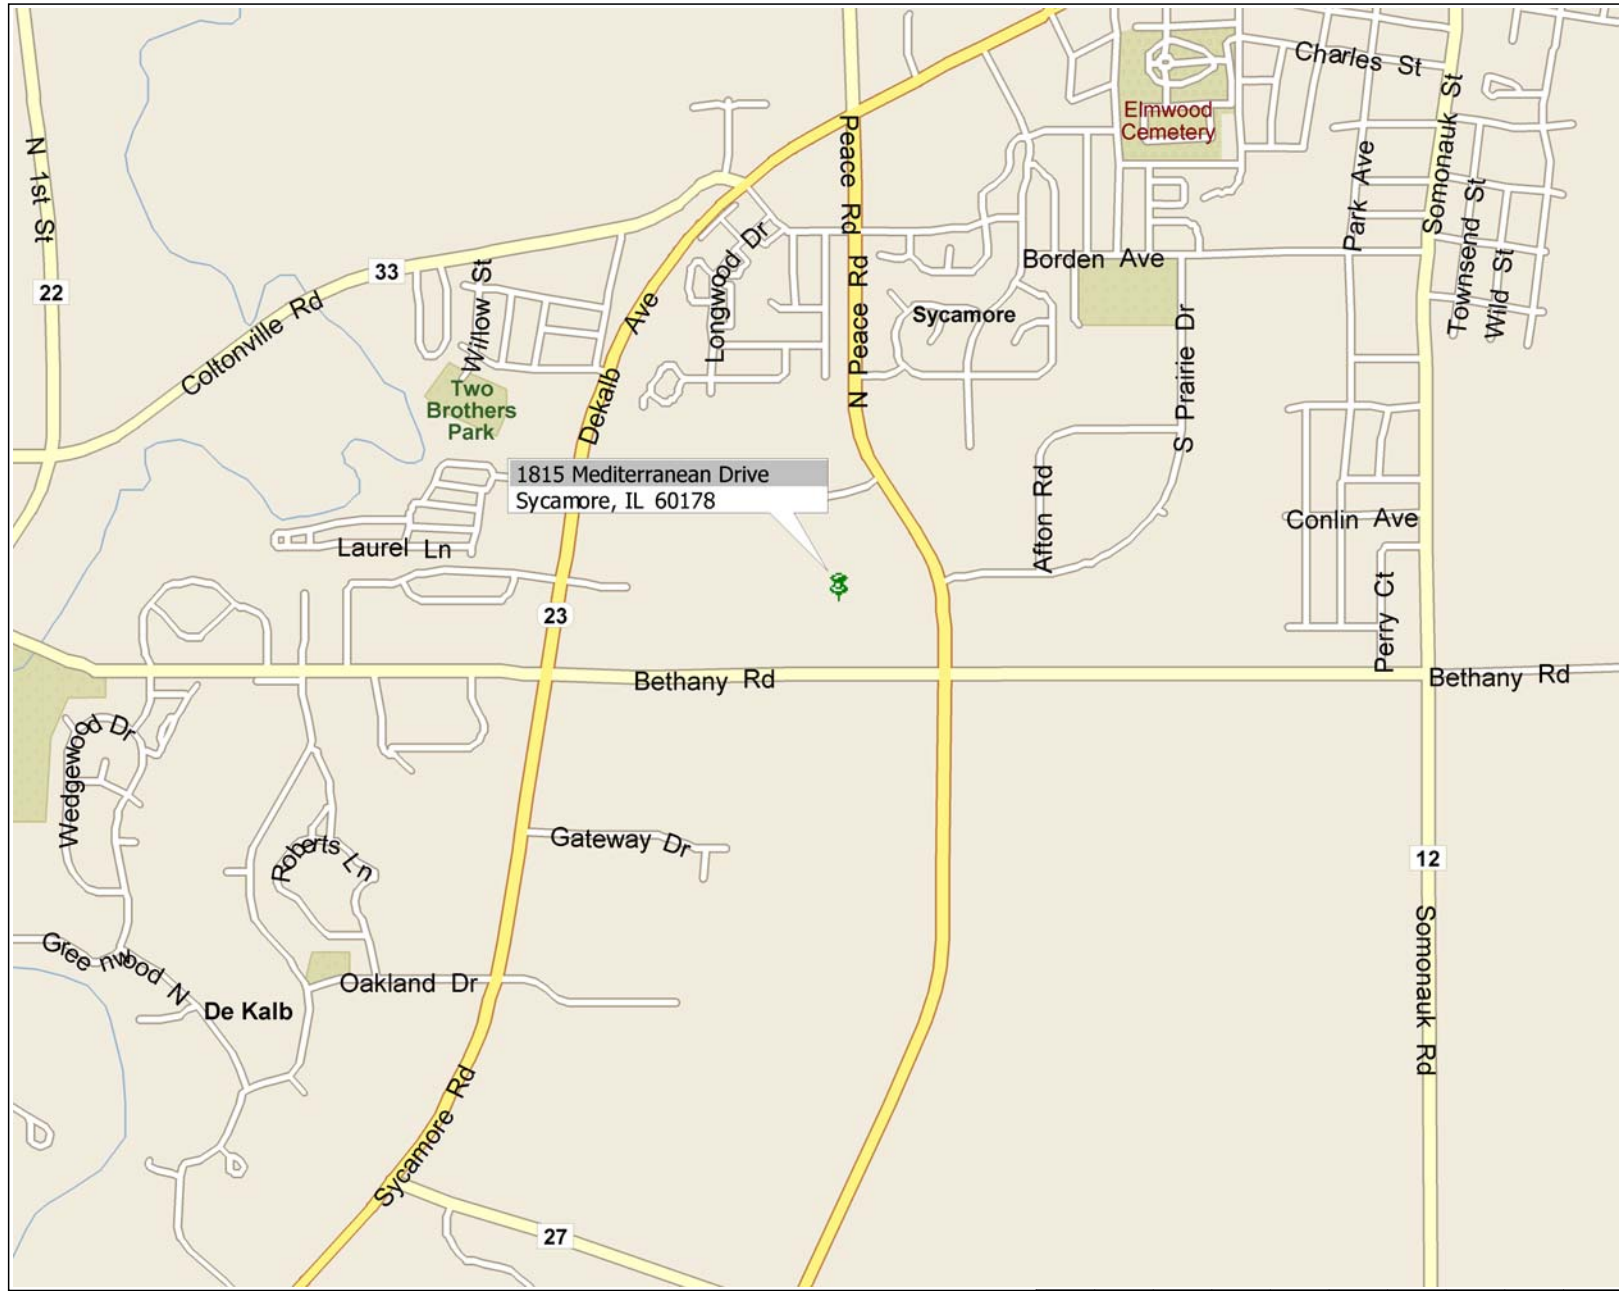 Charles St
Elmwood
Cemetery
N 1st St
Peace Rd
Park Ave
Somonauk St
Townsend St
Wild St
22
33
Coltonville Rd
Willow St
Longwood Dr
N Peace Rd
Borden Ave
Sycamore
S Prairie Dr
Dekalb Ave
Two
Brothers
Park
1815 Mediterranean Drive
Sycamore, IL 60178
Afton Rd
Conlin Ave
Laurel Ln
Perry Ct
23
Bethany Rd
Bethany Rd
Wedgewood Dr
Gateway Dr
Roberts Ln
12
Somonauk Rd
Greenwood N
Oakland Dr
De Kalb
Sycamore Rd
27